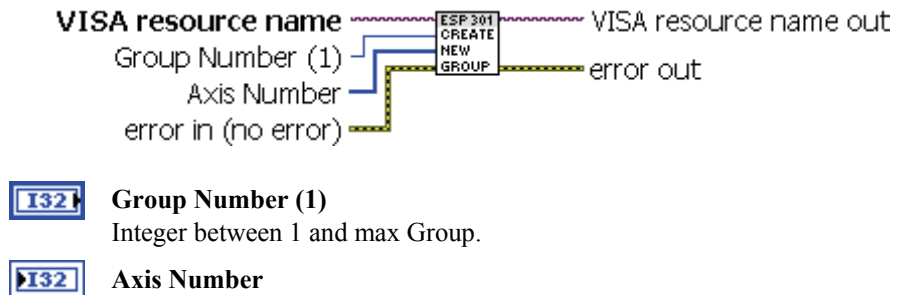 VISA resource name
ESP 301
CREATE
NEW
GROUP
VISA resource name out
Group Number (1)
error out
Axis Number
error in (no error)
I32
Group Number (1)
Integer between 1 and max Group.
I32
Axis Number